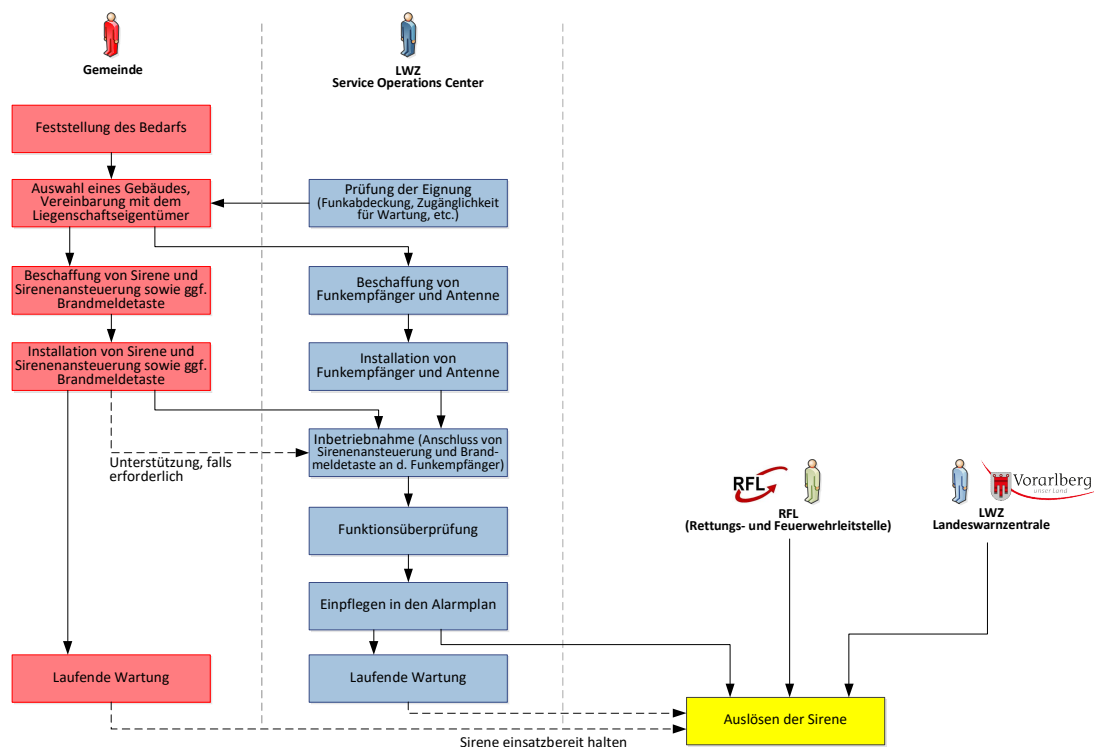 Gemeinde
LWZ
Service Operations Center
Feststellung des Bedarfs
Auswahl eines Gebäudes,
Vereinbarung mit dem
Liegenschaftseigentümer
Prüfung der Eignung
(Funkabdeckung, Zugänglichkeit
für Wartung, etc.)
Beschaffung von Sirene und
Sirenenansteuerung sowie ggf.
Brandmeldetaste
Beschaffung von
Funkempfänger und Antenne
Installation von Sirene und
Sirenenansteuerung sowie ggf.
Brandmeldetaste
Installation von
Funkempfänger und Antenne
Inbetriebnahme (Anschluss von
Sirenenansteuerung und Brand-
meldetaste an d. Funkempfänger)
Unterstützung, falls
erforderlich
RFL
RFL
(Rettungs- und Feuerwehrleitstelle)
Vorarlberg
unser Land
LWZ
Landeswarnzentrale
Funktionsüberprüfung
Einpflegen in den Alarmplan
Laufende Wartung
Laufende Wartung
Auslösen der Sirene
Sirene einsatzbereit halten